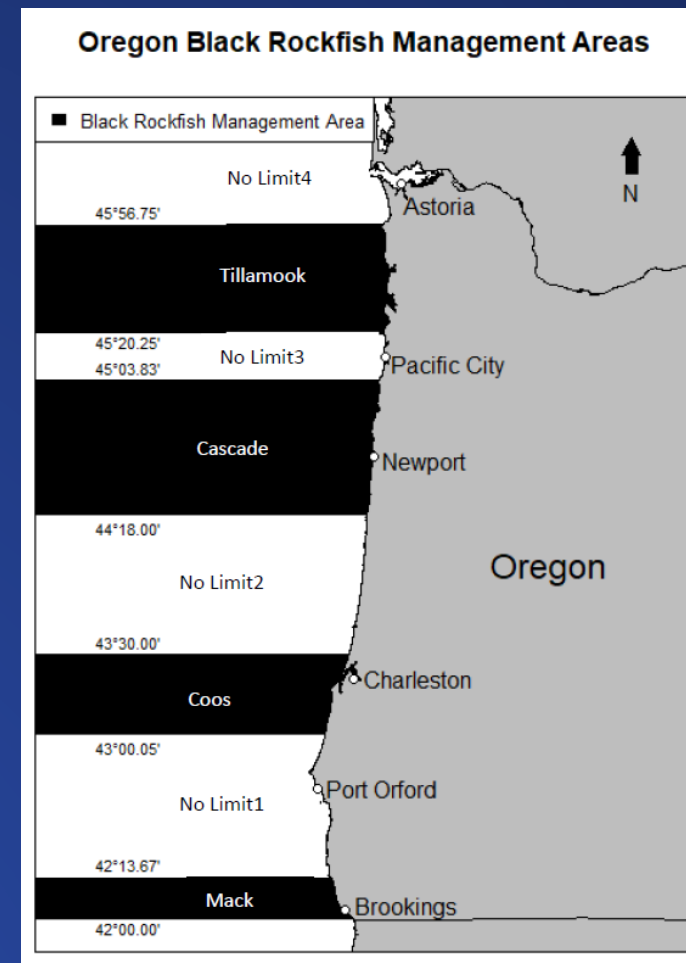 Oregon Black Rockfish Management Areas
Black Rockfish Management Area
No Limit4
N
Astoria
45°56.75'
Tillamook
45°20.25'
No Limit3
Pacific City
45°03.83'
Cascade
Newport
44°18.00'
Oregon
No Limit2
43°30.00'
Charleston
Coos
43°00.05'
Port Orford
No Limit1
42°13.67'
Mack
Brookings
42°00.00'